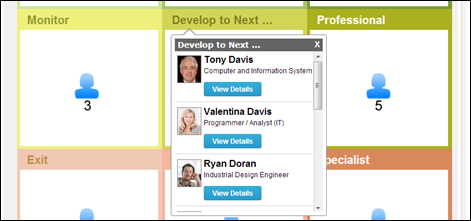 Monitor
Develop to Next ...
Professional
Develop to Next ... X
Tony Davis
Computer and Information System
View Details
3
Valentina Davis
Programmer / Analyst (IT)
View Details
5
Ryan Doran
Industrial Design Engineer
View Details
Exit
pecialist